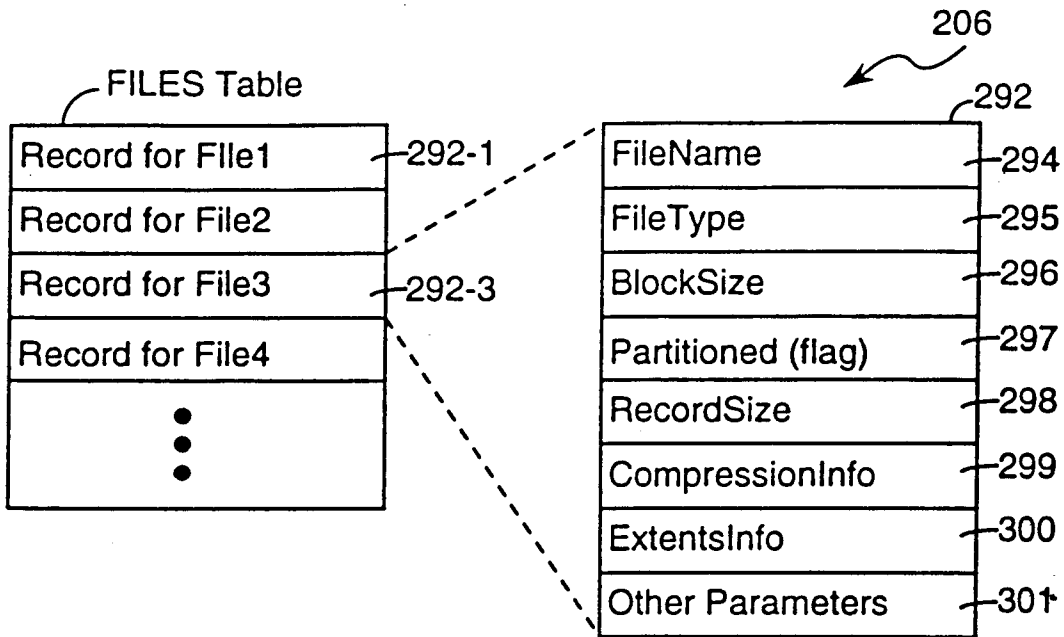 206
FILES Table
292
Record for FIle1
292-1
Record for File2
Record for File3
292-3
Record for File4
FileName
294
FileType
295
BlockSize
296
Partitioned (flag)
297
RecordSize
298
CompressionInfo
299
ExtentsInfo
300
Other Parameters
301